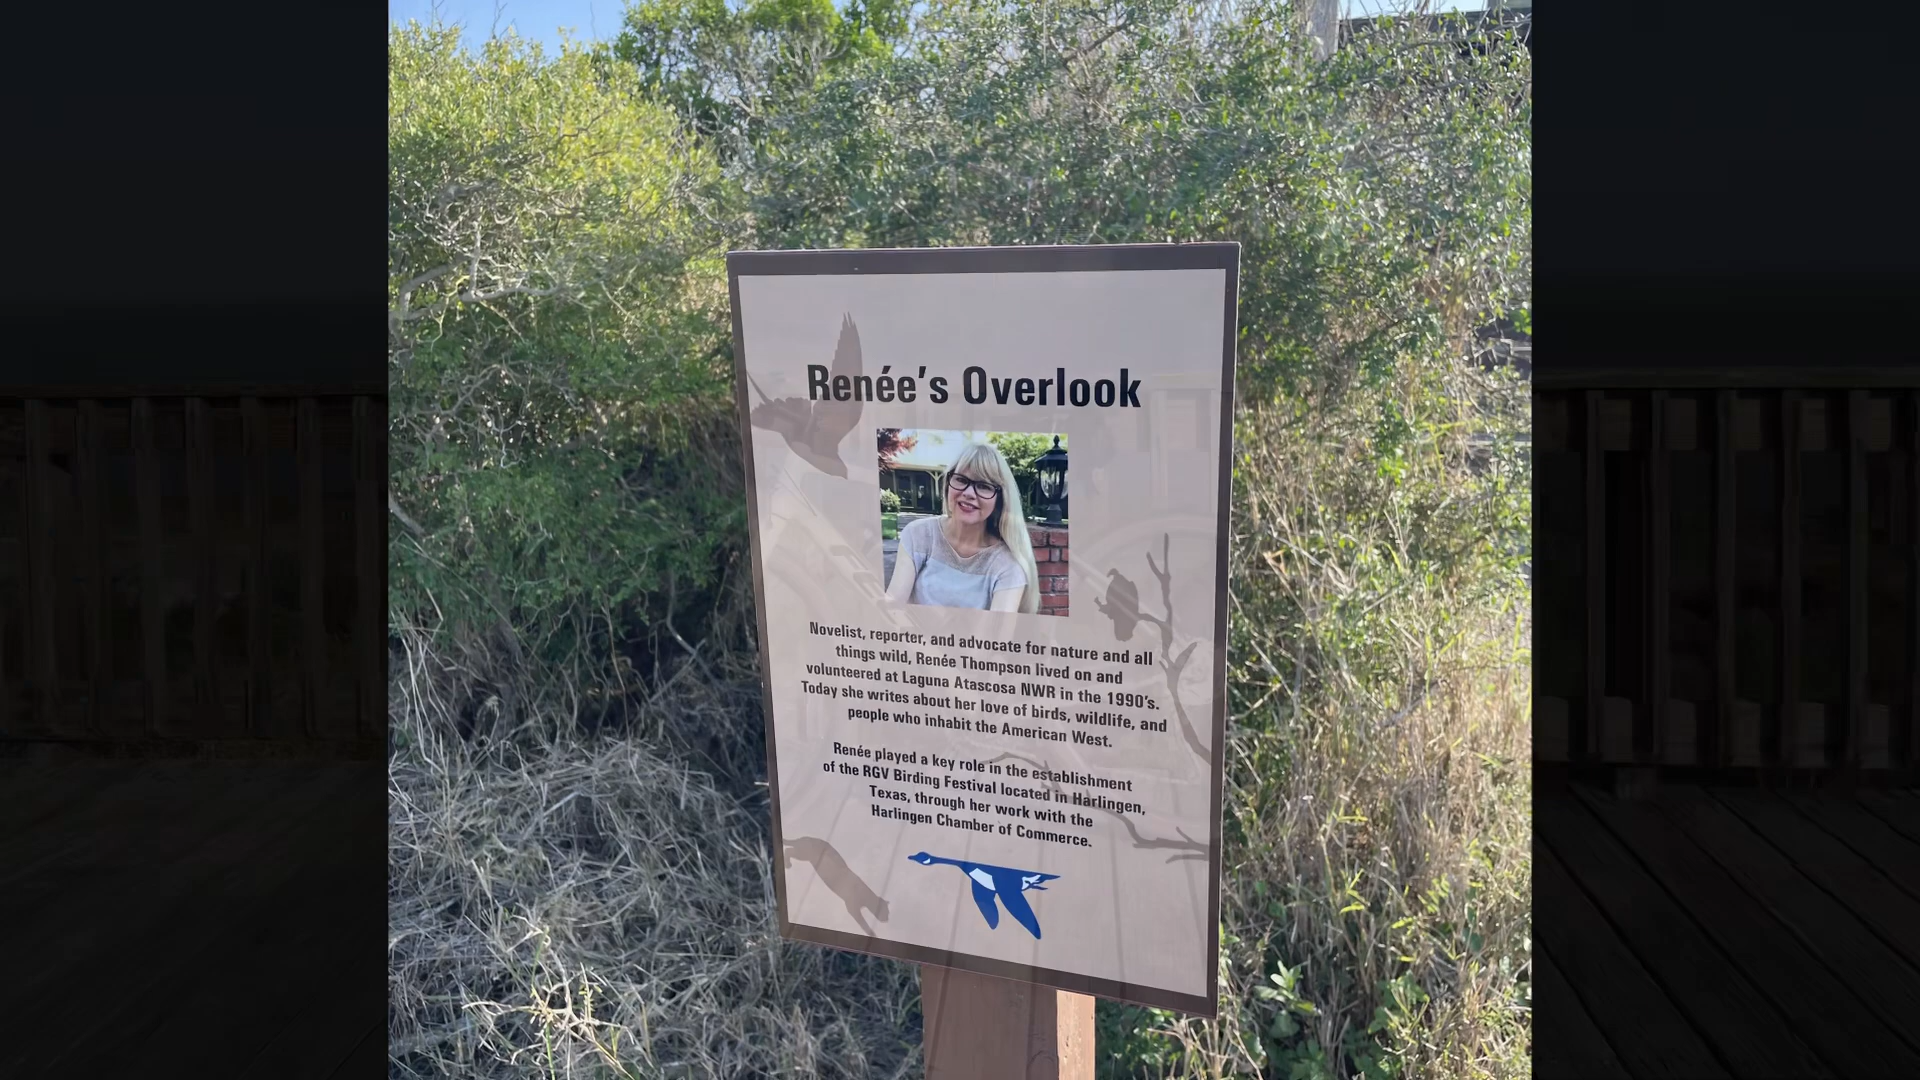 Renée's Overlook
Novelist, reporter, and advocate for nature and all
things wild, Renée Thompson lived on and
volunteered at Laguna Atascosa NWR in the 1990's.
Today she writes about her love of birds, wildlife, and
people who inhabit the American West.
Renée played a key role in the establishment
of the RGV Birding Festival located in Harlingen,
Texas, through her work with the
Harlingen Chamber of Commerce.